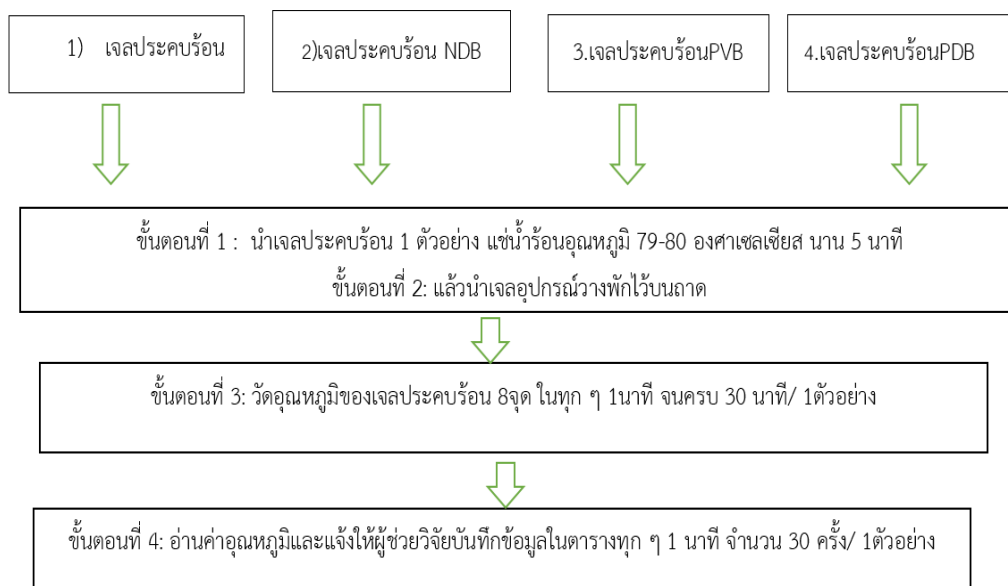 1) เจลประคบร้อน
2)เจลประคบร้อน NDB
3.เจลประคบร้อนPVB
4.เจลประคบร้อนPDB
ขั้นตอนที่ 1 : นำเจลประคบร้อน 1 ตัวอย่าง แช่น้ำร้อนอุณหภูมิ 79-80 องศาเซลเซียส นาน 5 นาที
ขั้นตอนที่ 2: แล้วนำเจลอุปกรณ์วางพักไว้บนถาด
ขั้นตอนที่ 3: วัดอุณหภูมิของเจลประคบร้อน 8จุด ในทุก ๆ 1นาที จนครบ 30 นาที/ 1ตัวอย่าง
ขั้นตอนที่ 4: อ่านค่าอุณหภูมิและแจ้งให้ผู้ช่วยวิจัยบันทึกข้อมูลในตารางทุก ๆ 1 นาที จำนวน 30 ครั้ง/ 1ตัวอย่าง